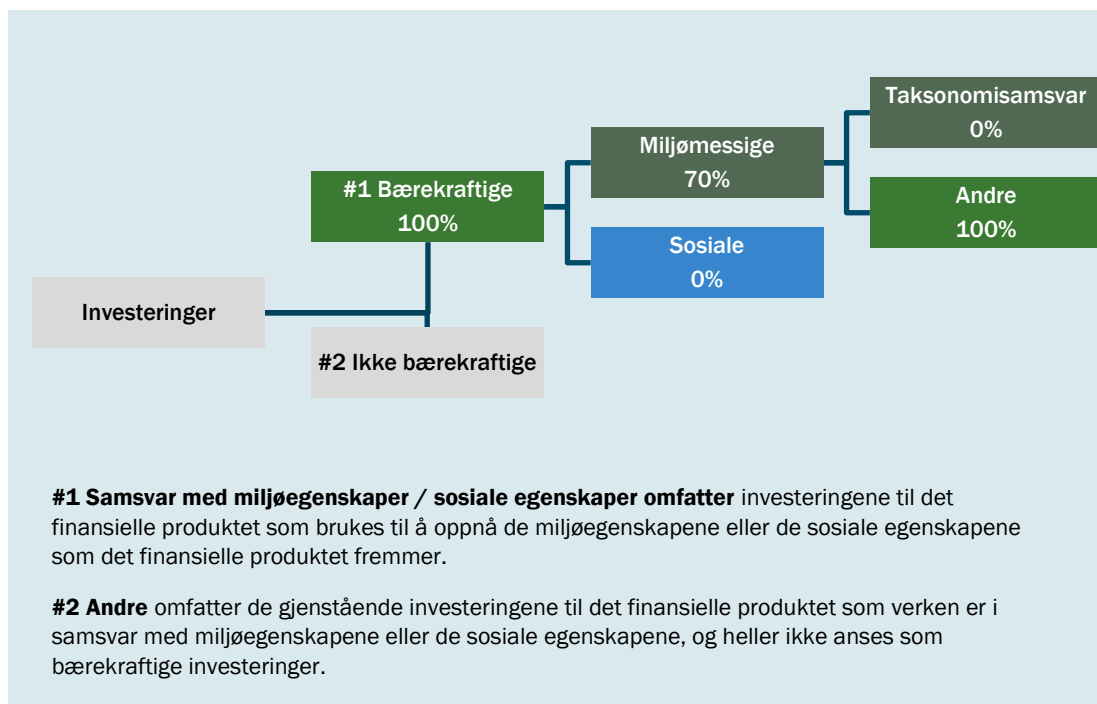 Taksonomisamsvar
0%
Miljømessige
70%
#1 Bærekraftige
100%
Andre
100%
Sosiale
0%
Investeringer
#2 Ikke bærekraftige
#1 Samsvar med miljøegenskaper / sosiale egenskaper omfatter investeringene til det
finansielle produktet som brukes til å oppnå de miljøegenskapene eller de sosiale egenskapene
som det finansielle produktet fremmer.
#2 Andre omfatter de gjenstående investeringene til det finansielle produktet som verken er i
samsvar med miljøegenskapene eller de sosiale egenskapene, og heller ikke anses som
bærekraftige investeringer.